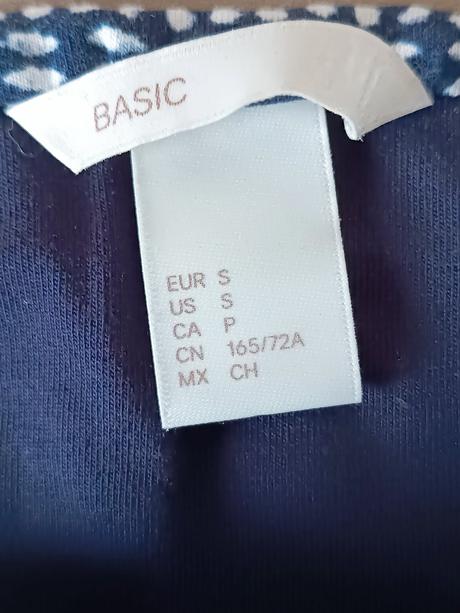 BASIC
EUR S
US S
CA P
CN 165/72A
MX CH